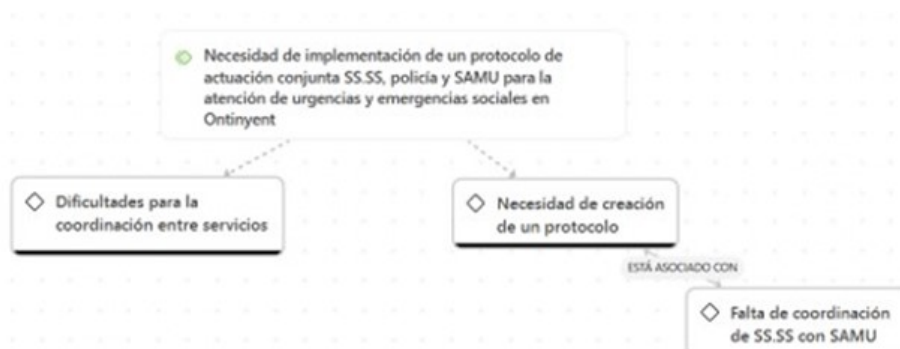 Necesidad de implementación de un protocolo de
actuación conjunta SS.SS, policía y SAMU para la
atención de urgencias y emergencias sociales en
Ontinyent
Dificultades para la
coordinación entre servicios
Necesidad de creación
de un protocolo
ESTÁ ASOCIADO CON
Falta de coordinación
de SS.SS con SAMU